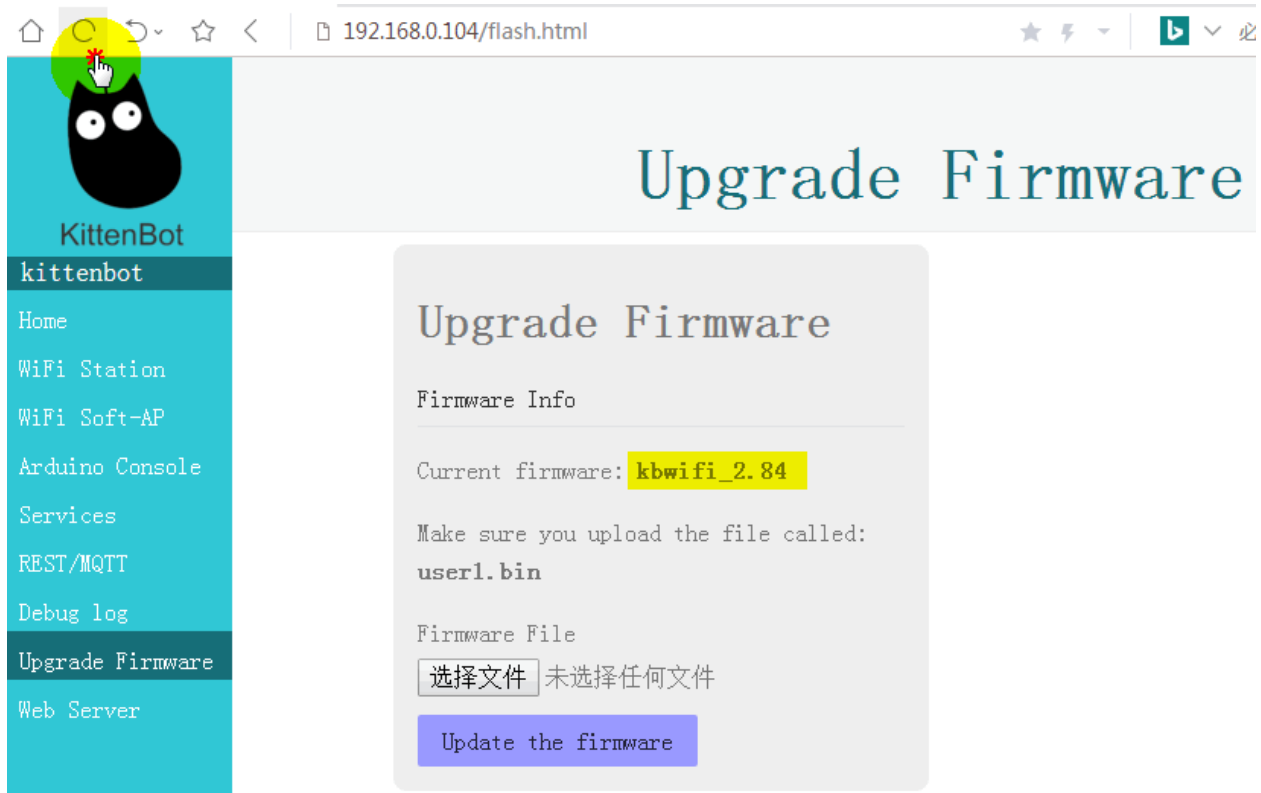 192.168.0.104/flash.html
KittenBot
kittenbot
Home
WiFi Station
WiFi Soft-AP
Arduino Console
Services
REST/MQTT
Debug log
Upgrade Firmware
Web Server
Upgrade Firmware
Upgrade Firmware
Firmware Info
Current firmware: kbwifi_2.84
Make sure you upload the file called:
user1.bin
Firmware File
选择文件 未选择任何文件
Update the firmware